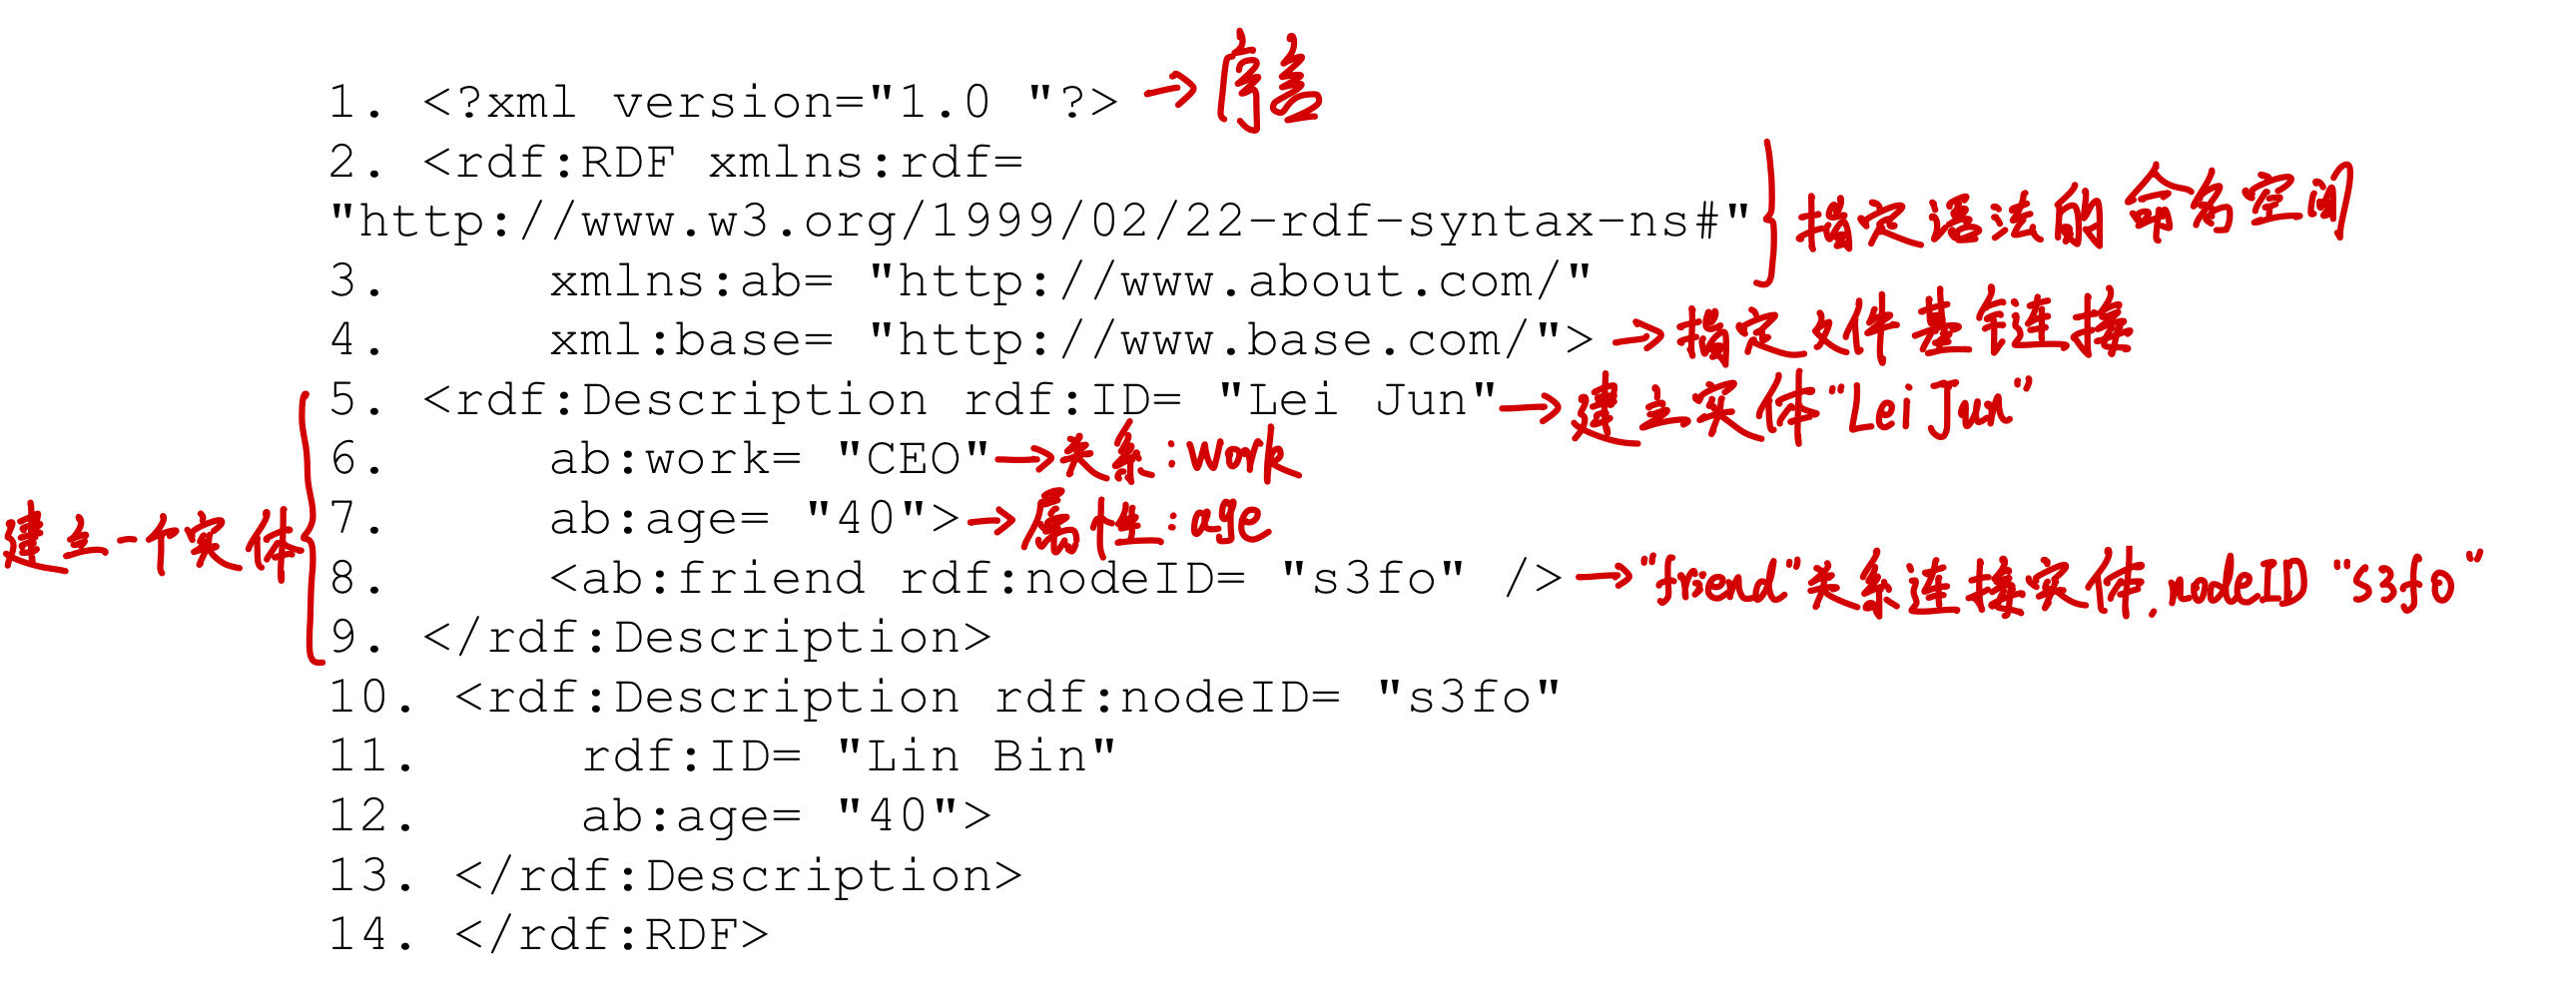 1. <?xml version="1.0 "?> →序言
2. <rdf:RDF xmlns:rdf=
"http://www.w3.org/1999/02/22-rdf-syntax-ns#" 指定语法的命名空间
3. xmlns:ab= "http://www.about.com/"
4. xml:base= "http://www.base.com/"> →指定文件基准连接
5. <rdf:Description rdf:ID= "Lei Jun" →建立实体“Lei Jun”
6. ab:work= "CEO" →关系:work
7. ab:age= "40"> →属性:age
建立一个实体
8. <ab:friend rdf:nodeID= "s3fo" /> →“friend”关系连接实体.nodeID “s3fo”
9. </rdf:Description>
10. <rdf:Description rdf:nodeID= "s3fo"
11. rdf:ID= "Lin Bin"
12. ab:age= "40">
13. </rdf:Description>
14. </rdf:RDF>